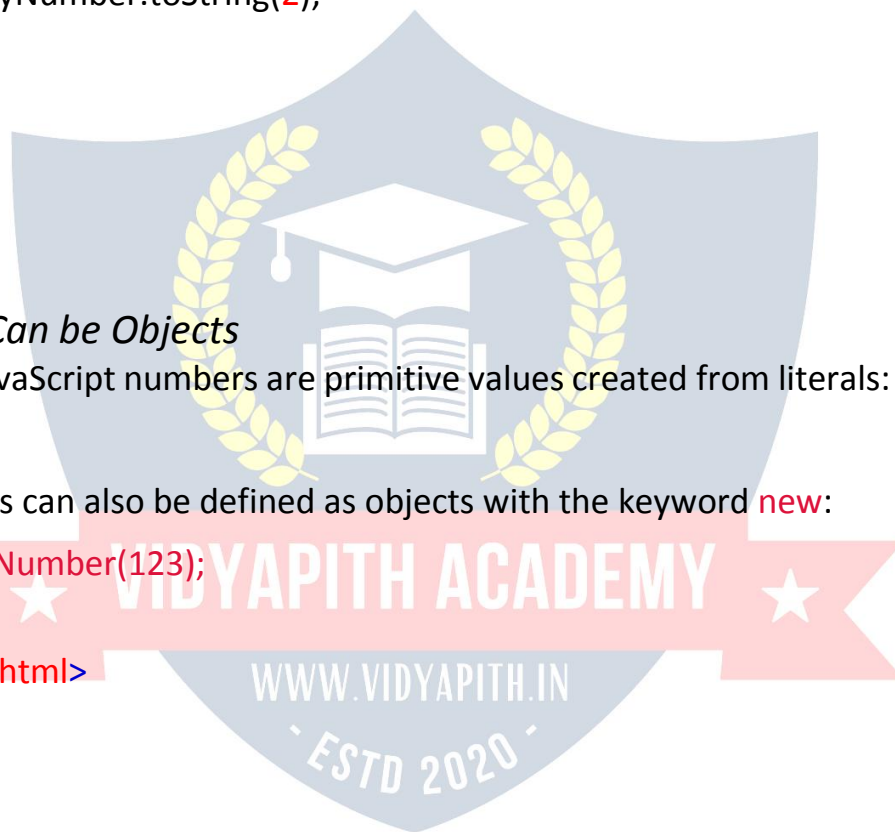 yNumber.toString(2);
Can be Objects
vaScript numbers are primitive values created from literals:
s can also be defined as objects with the keyword new:
Number(123);
VIDYAPITH ACADEMY
html>
WWW.VIDYAPITH.IN
- ESTD 2020 -